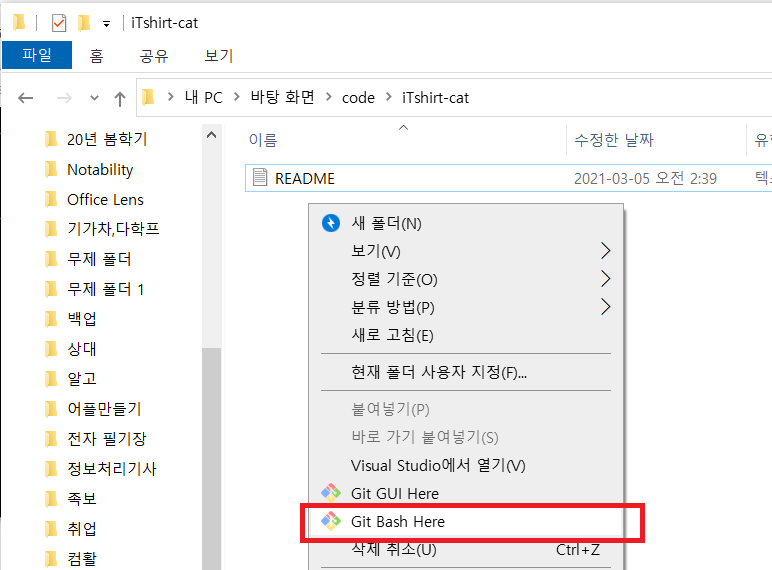 iTshirt-cat
파일 홈 공유 보기
내 PC 바탕 화면 code iTshirt-cat
20년 봄학기
Notability
Office Lens
기가차,다학프
무제 폴더
무제 폴더 1
백업
상대
알고
어플만들기
전자 필기장
정보처리기사
족보
취업
컴활
이름 수정한 날짜
README 2021-03-05 오전 2:39
새 폴더(N)
보기(V)
정렬 기준(O)
분류 방법(P)
새로 고침(E)
현재 폴더 사용자 지정(F)...
붙여넣기(P)
바로 가기 붙여넣기(S)
Visual Studio에서 열기(V)
Git GUI Here
Git Bash Here
삭제 취소(U) Ctrl+Z